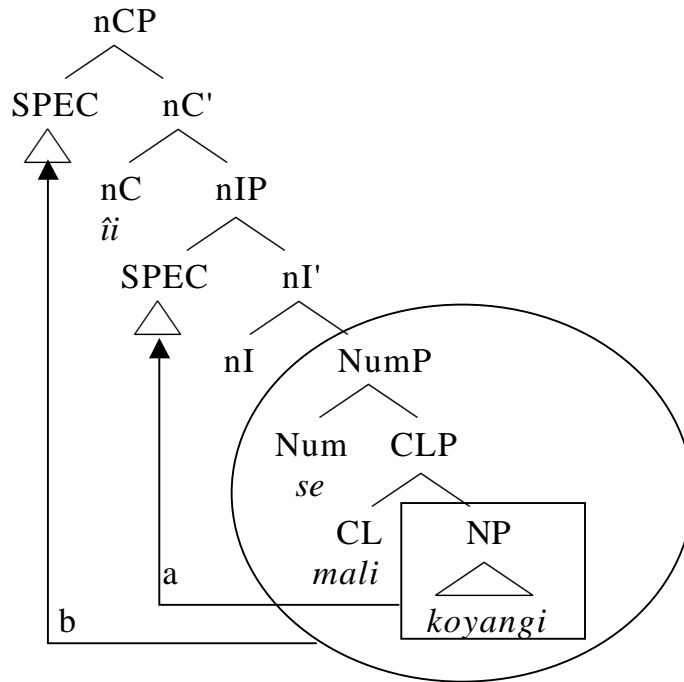 nCP
SPEC nC'
nC nIP
îi
SPEC nI'
nI NumP
Num CLP
se
CL NP
mali
a
koyangi
b